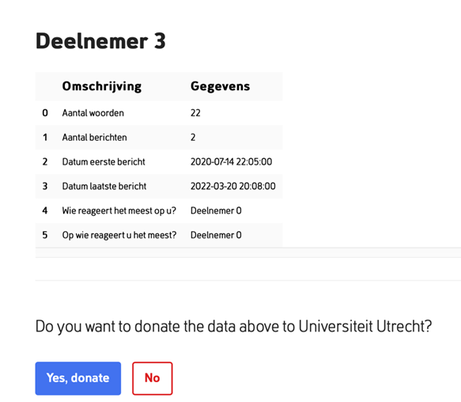 Deelnemer 3
Omschrijving Gegevens
0 Aantal woorden 22
1 Aantal berichten 2
2 Datum eerste bericht 2020-07-14 22:05:00
3 Datum laatste bericht 2022-03-20 20:08:00
4 Wie reageert het meest op u? Deelnemer 0
5 Op wie reageert u het meest? Deelnemer 0
Do you want to donate the data above to Universiteit Utrecht?
Yes, donate No